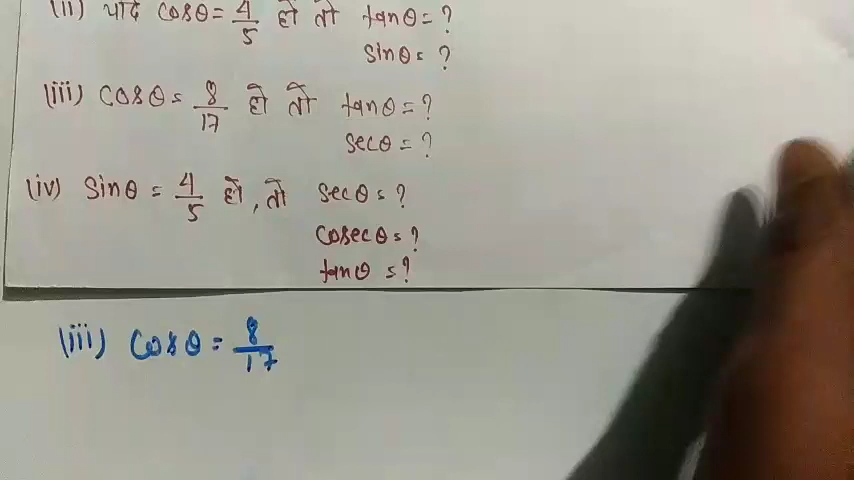 (ii) यदि cosθ = 4/5 हो तो tanθ = ?
sinθ = ?
(iii) cosθ = 8/17 हो तो tanθ = ?
secθ = ?
(iv) sinθ = 4/5 हो, तो secθ = ?
cosecθ = ?
tanθ = ?
(iii) cosθ = 8/17